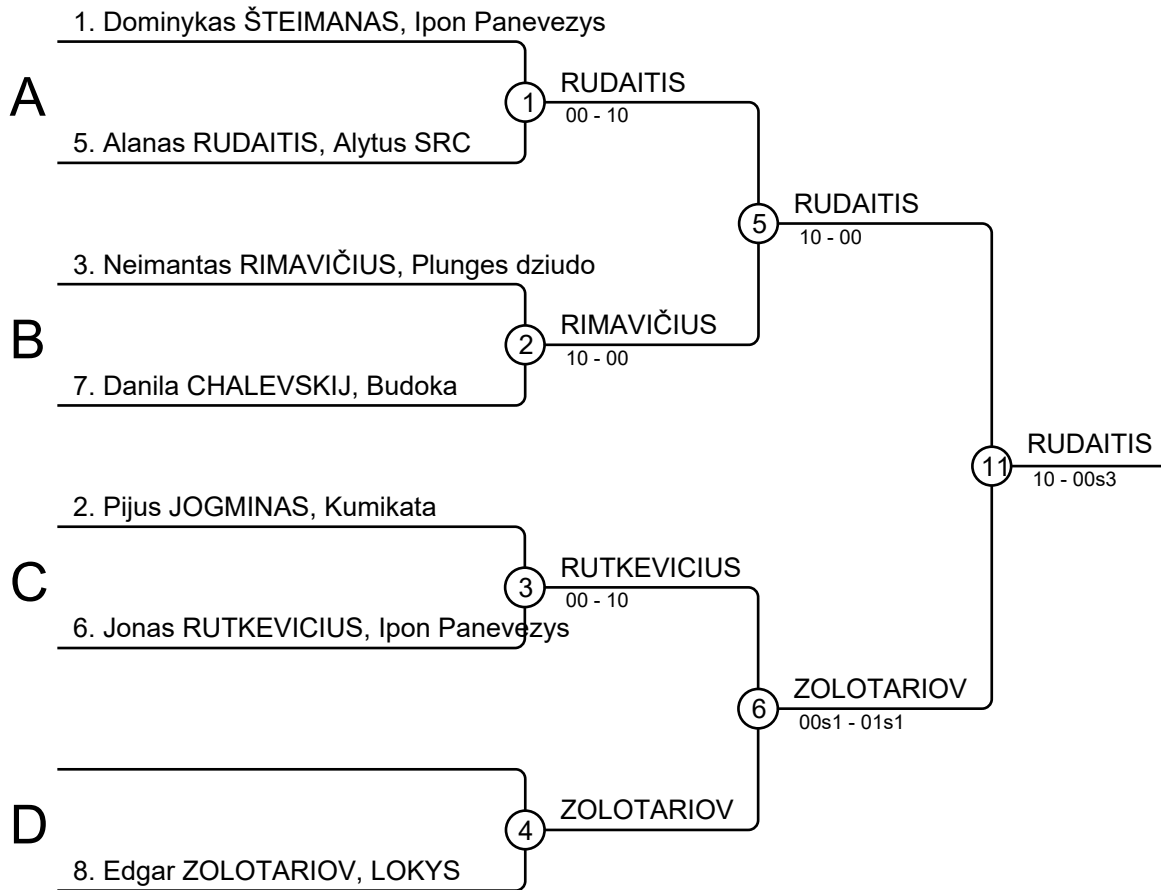 1. Dominykas ŠTEIMANAS, Ipon Panevezys
A
1
RUDAITIS
00 - 10
5. Alanas RUDAITIS, Alytus SRC
5
RUDAITIS
10 - 00
3. Neimantas RIMAVIČIUS, Plunges dziudo
B
2
RIMAVIČIUS
10 - 00
7. Danila CHALEVSKIJ, Budoka
11
RUDAITIS
10 - 00s3
2. Pijus JOGMINAS, Kumikata
C
3
RUTKEVICIUS
00 - 10
6. Jonas RUTKEVICIUS, Ipon Panevezys
6
ZOLOTARIOV
00s1 - 01s1
D
4
ZOLOTARIOV
8. Edgar ZOLOTARIOV, LOKYS